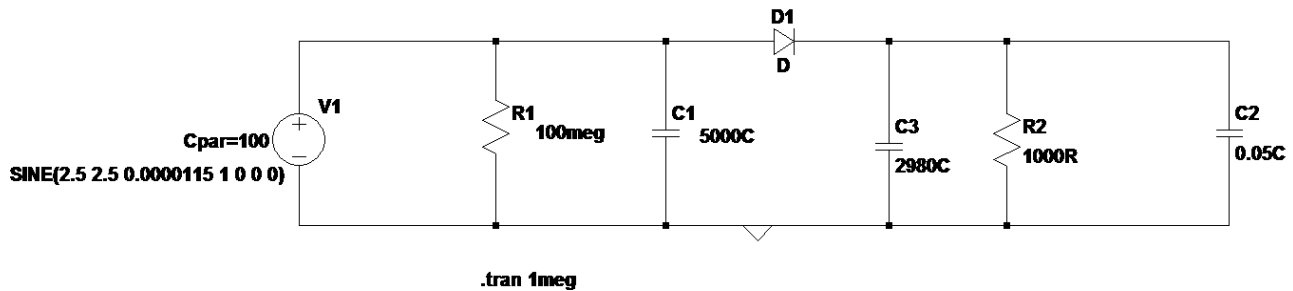 D1
D
V1
Cpar=100
SINE(2.5 2.5 0.0000115 1 0 0 0)
R1
100meg
C1
5000C
C3
2980C
R2
1000R
C2
0.05C
.tran 1meg